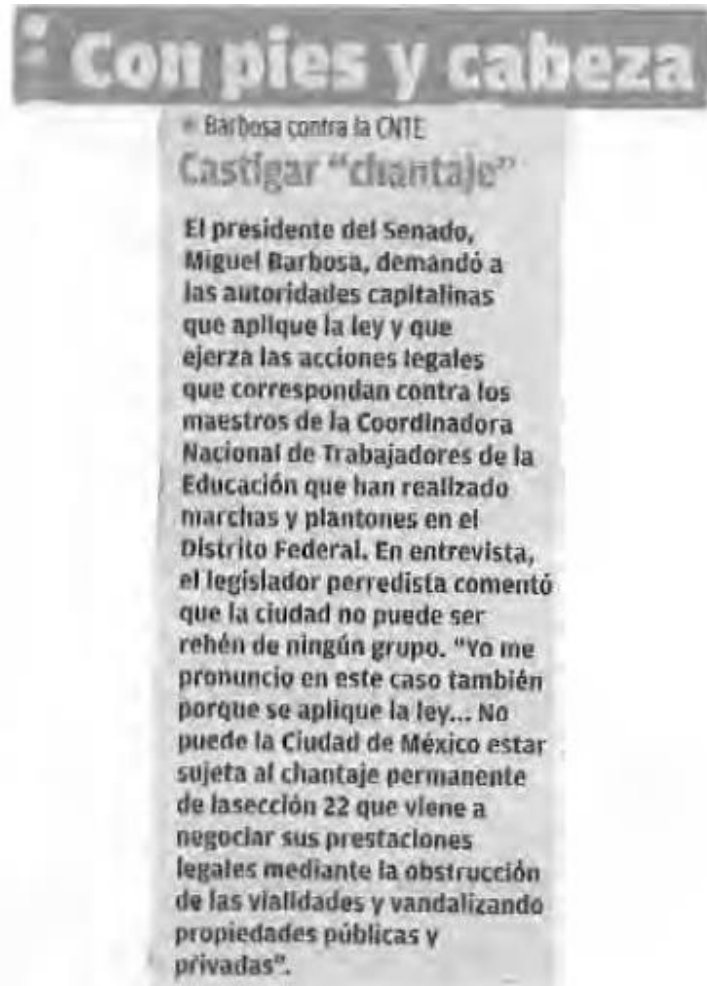 Con pies y cabeza
Barbosa contra la CNTE
Castigar "chantaje"
El presidente del Senado,
Miguel Barbosa, demandó a
las autoridades capitalinas
que aplique la ley y que
ejerza las acciones legales
que correspondan contra los
maestros de la Coordinadora
Nacional de Trabajadores de la
Educación que han realizado
marchas y plantones en el
Distrito Federal. En entrevista,
el legislador perredista comentó
que la ciudad no puede ser
rehén de ningún grupo. "Yo me
pronuncio en este caso también
porque se aplique la ley... No
puede la Ciudad de México estar
sujeta al chantaje permanente
de lasección 22 que viene a
negociar sus prestaciones
legales mediante la obstrucción
de las vialidades y vandalizando
propiedades públicas y
privadas".